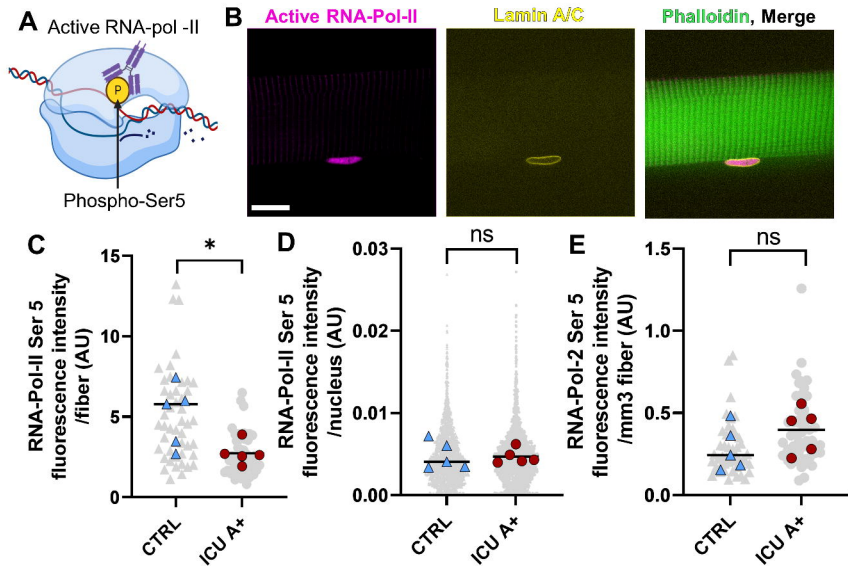 A
Active RNA-pol -II
P
Phospho-Ser5
B
Active RNA-Pol-II
Lamin A/C
Phalloidin, Merge
C
RNA-Pol-II Ser 5
fluorescence intensity
/fiber (AU)
15
10
5
0
*
CTRL
ICU A+
D
RNA-Pol-II Ser 5
fluorescence intensity
/nucleus (AU)
0.03
0.02
0.01
0.00
ns
CTRL
ICU A+
E
RNA-Pol-2 Ser 5
fluorescence intensity
/mm3 fiber (AU)
1.5
1.0
0.5
0.0
ns
CTRL
ICU A+